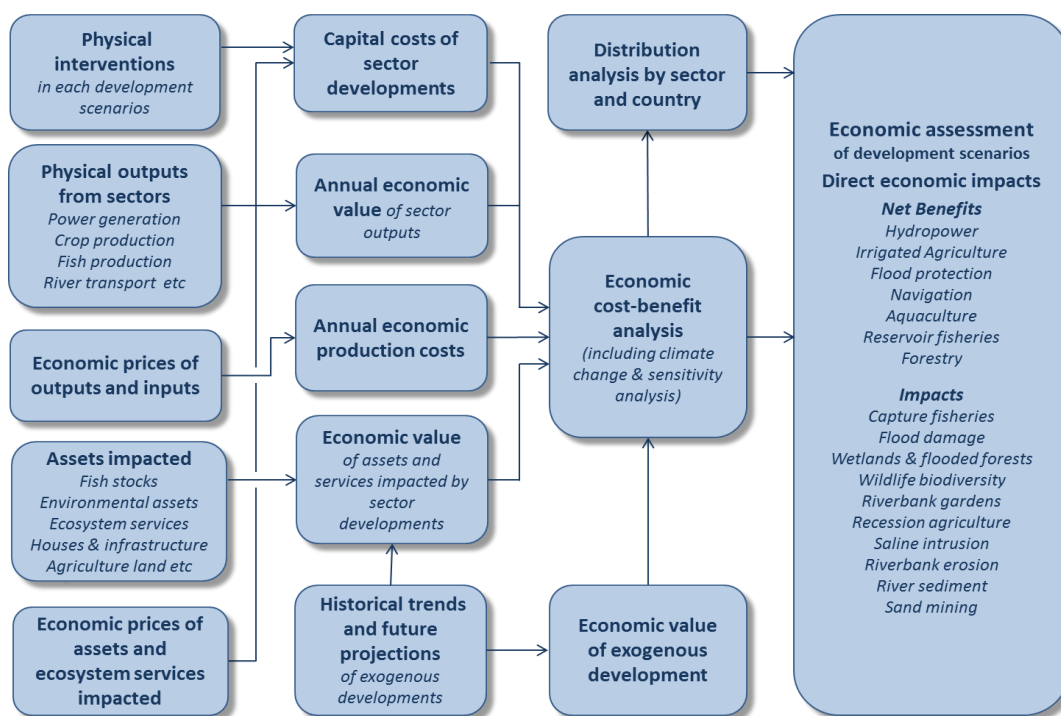 Physical
interventions
in each development
scenarios
Physical outputs
from sectors
Power generation
Crop production
Fish production
River transport etc
Economic prices of
outputs and inputs
Assets impacted
Fish stocks
Environmental assets
Ecosystem services
Houses & infrastructure
Agriculture land etc
Economic prices of
assets and
ecosystem services
impacted
Capital costs of
sector
developments
Annual economic
value of sector
outputs
Annual economic
production costs
Economic value
of assets and
services impacted by
sector
developments
Historical trends
and future
projections
of exogenous developments
Distribution
analysis by sector
and country
Economic
cost-benefit
analysis
(including climate
change & sensitivity
analysis)
Economic value
of exogenous
development
Economic assessment
of development scenarios
Direct economic impacts
Net Benefits
Hydropower
Irrigated Agriculture
Flood protection
Navigation
Aquaculture
Reservoir fisheries
Forestry
Impacts
Capture fisheries
Flood damage
Wetlands & flooded forests
Wildlife biodiversity
Riverbank gardens
Recession agriculture
Saline intrusion
Riverbank erosion
River sediment
Sand mining